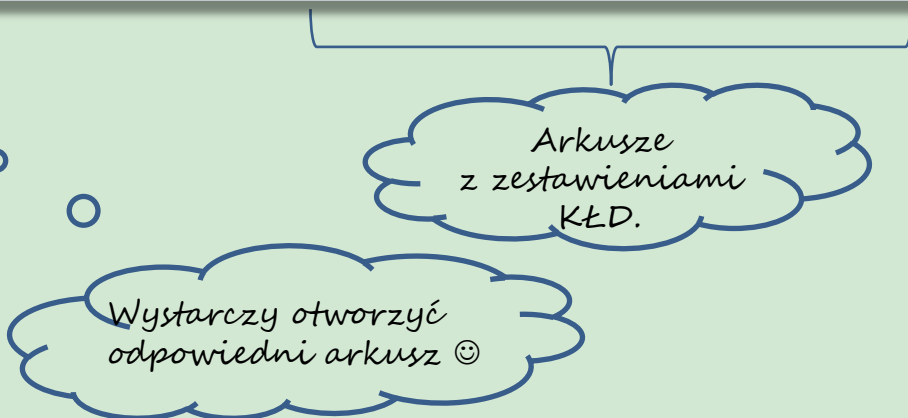 Arkusze
z zestawieniami
KŁD.
Wystarczy otworzyć
odpowiedni arkusz ☺